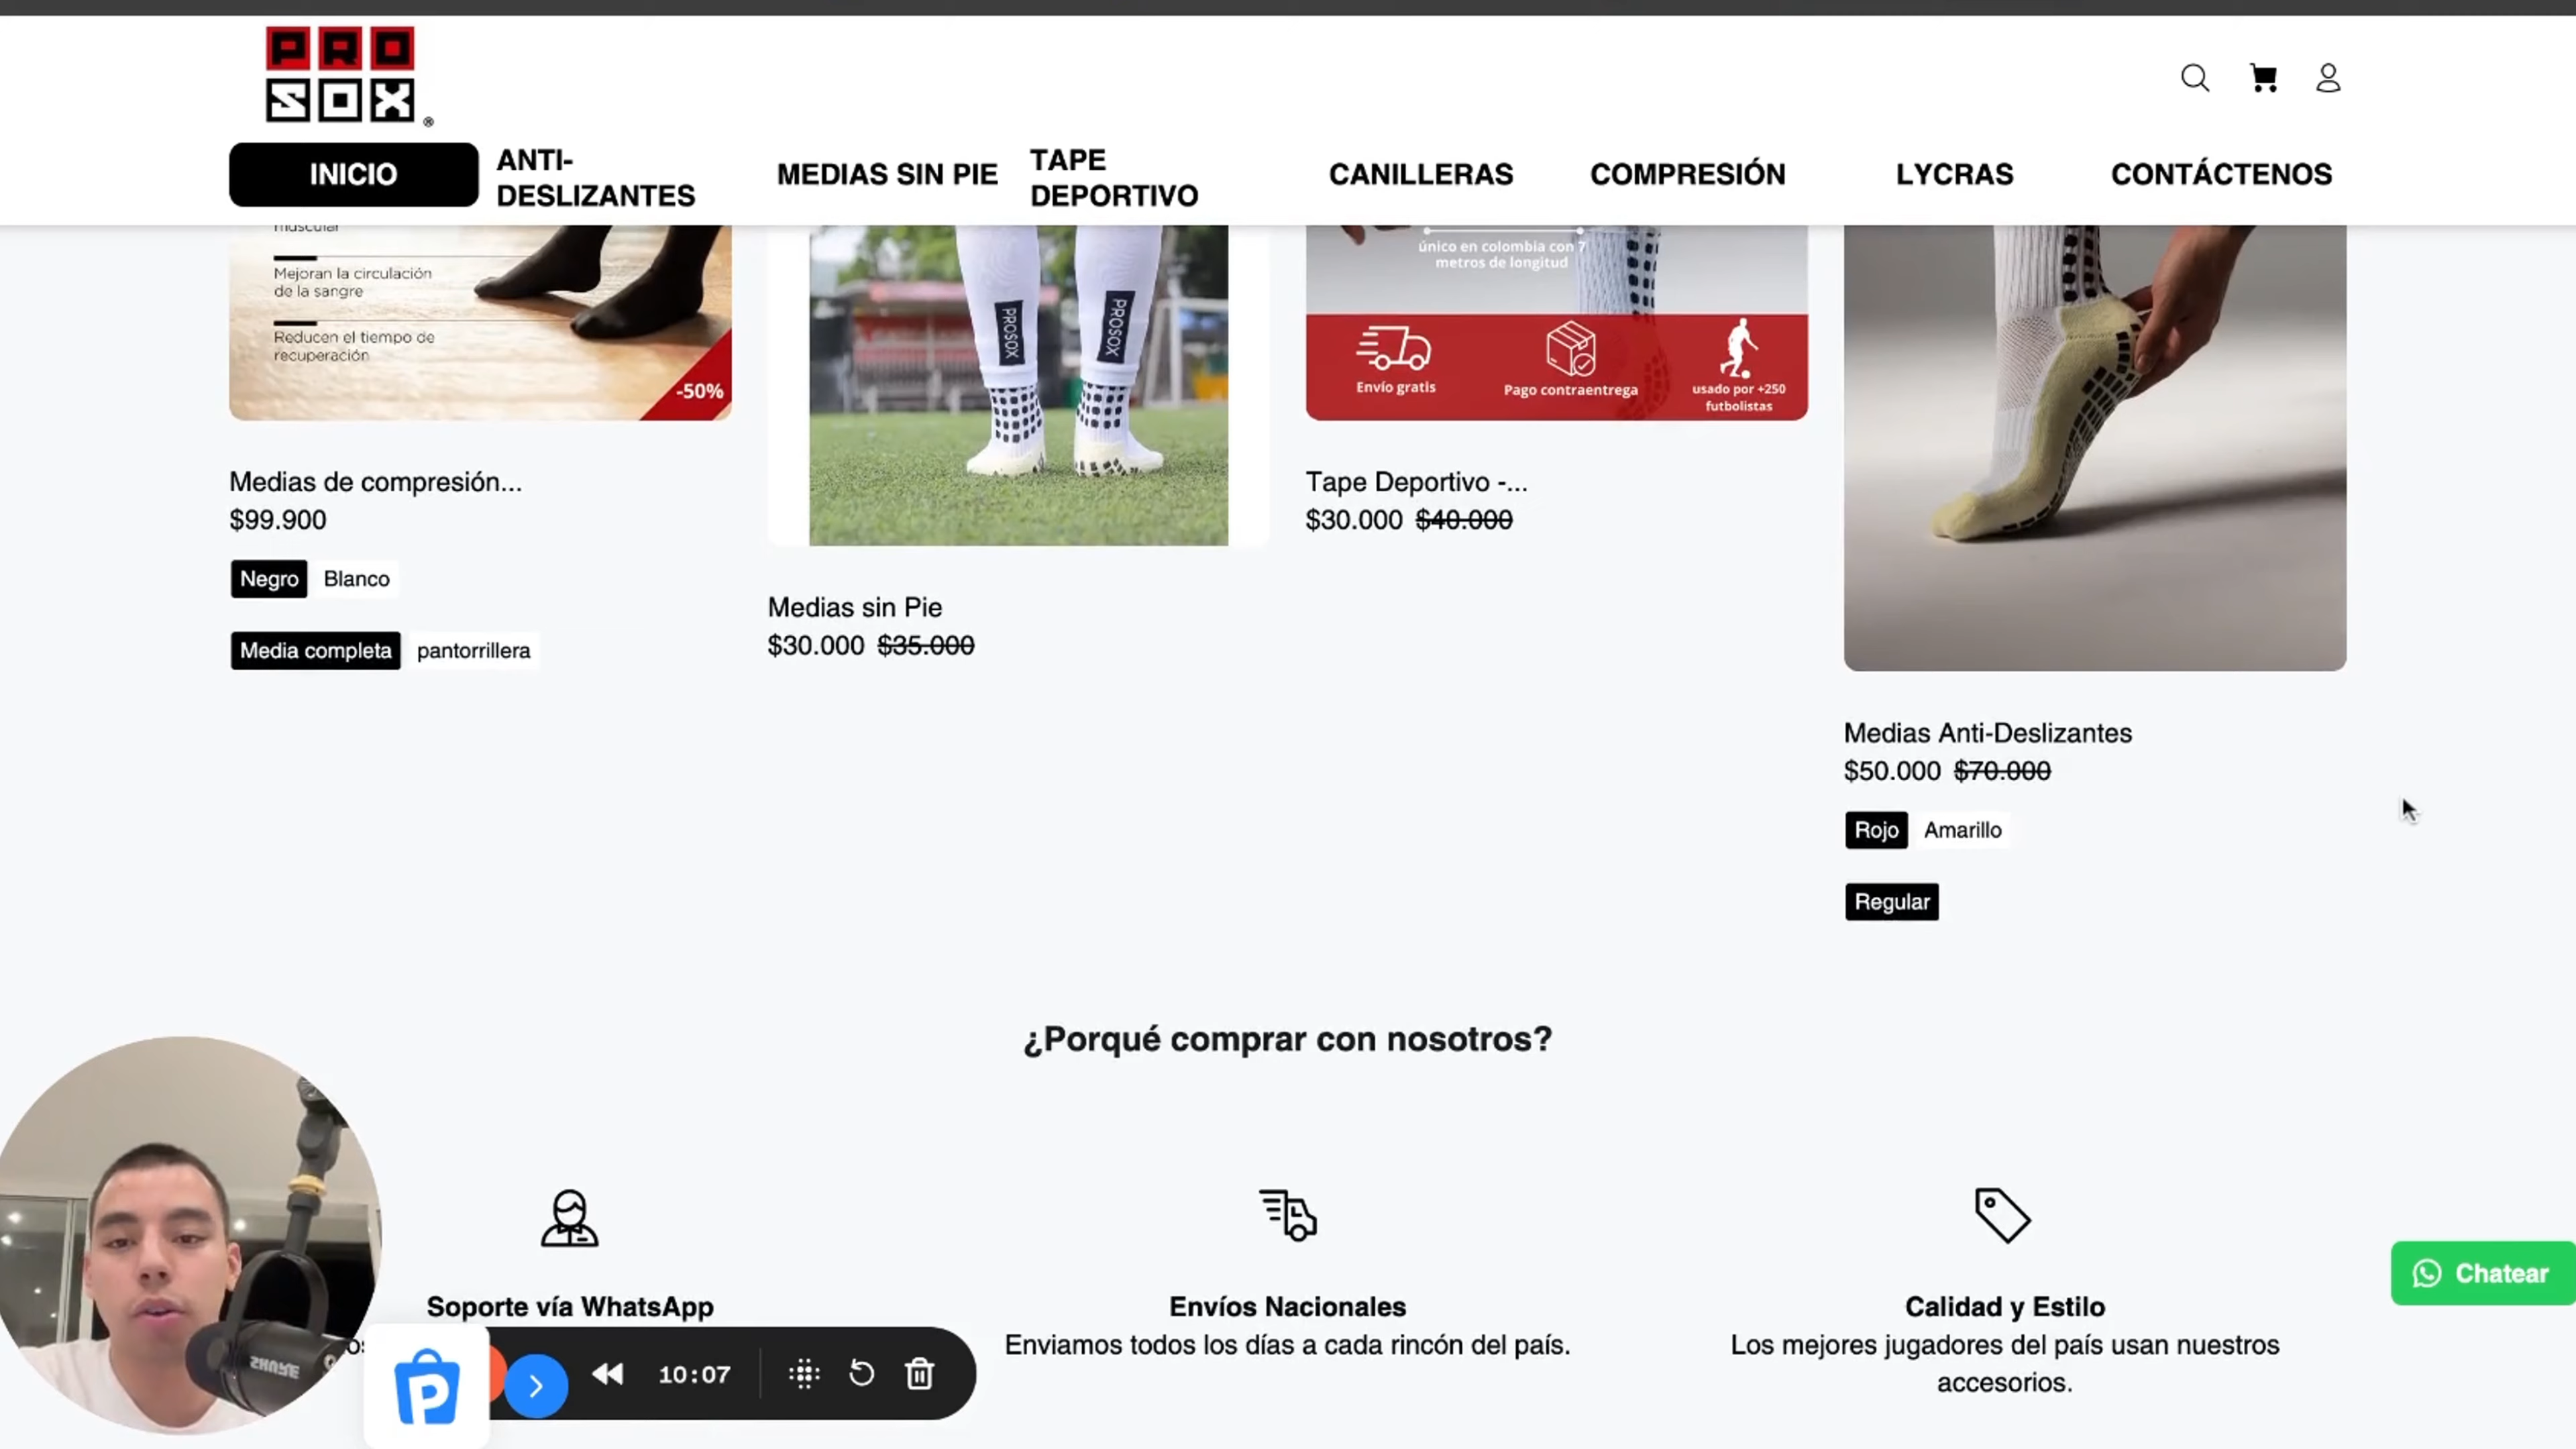 PRO
SOX®
INICIO
ANTI-
DESLIZANTES
MEDIAS SIN PIE
TAPE
DEPORTIVO
CANILLERAS
COMPRESIÓN
LYCRAS
CONTÁCTENOS
muscular
Mejoran la circulación
de la sangre
Reducen el tiempo de
recuperación
-50%
Medias de compresión...
$99.900
Negro Blanco
Media completa pantorrillera
PROSOX PROSOX
Medias sin Pie
$30.000 $35.000
único en colombia con 7
metros de longitud
Envío gratis
Pago contraentrega
usado por +250
futbolistas
Tape Deportivo -...
$30.000 $40.000
Medias Anti-Deslizantes
$50.000 $70.000
Rojo Amarillo
Regular
¿Porqué comprar con nosotros?
Soporte vía WhatsApp
Envíos Nacionales
Enviamos todos los días a cada rincón del país.
Calidad y Estilo
Los mejores jugadores del país usan nuestros
accesorios.
Chatear
SHURE
P
10:07